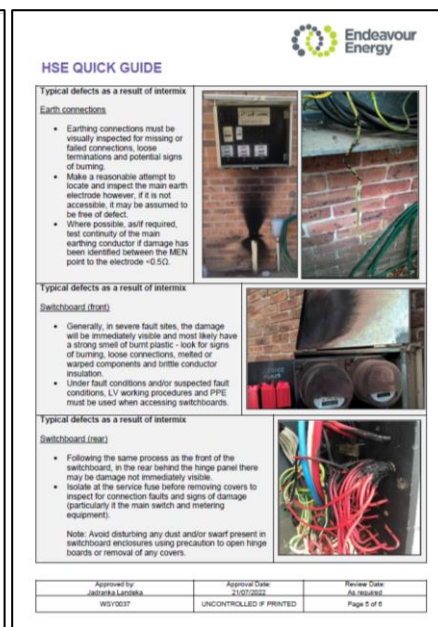 Endeavour
Energy
HSE QUICK GUIDE
Typical defects as a result of intermix
Earth connections
• Earthing connections must be
visually inspected for missing or
failed connections, loose
terminations and potential signs
of burning.
• Make a reasonable attempt to
locate and inspect the main earth
electrode however, if it is not
accessible, it may be assumed to
be free of defect.
• Where possible, as/if required,
test continuity of the main
earthing conductor if damage has
been identified between the MEN
point to the electrode <0.5Ω.
Typical defects as a result of intermix
Switchboard (front)
• Generally, in severe fault sites, the damage
will be immediately visible and most likely have
a strong smell of burnt plastic - look for signs
of burning, loose connections, melted or
warped components and brittle conductor
insulation.
• Under fault conditions and/or suspected fault
conditions, LV working procedures and PPE
must be used when accessing switchboards.
Typical defects as a result of intermix
Switchboard (rear)
• Following the same process as the front of the
switchboard, in the rear behind the hinge panel there
may be damage not immediately visible.
• Isolate at the service fuse before removing covers to
inspect for connection faults and signs of damage
(particularly it the main switch and metering
equipment).
Note: Avoid disturbing any dust and/or swarf present in
switchboard enclosures using precaution to open hinge
boards or removal of any covers.
Approved by:
Jadranka Landeka
Approval Date:
21/07/2022
Review Date:
As required
WSY0037
UNCONTROLLED IF PRINTED
Page 5 of 6